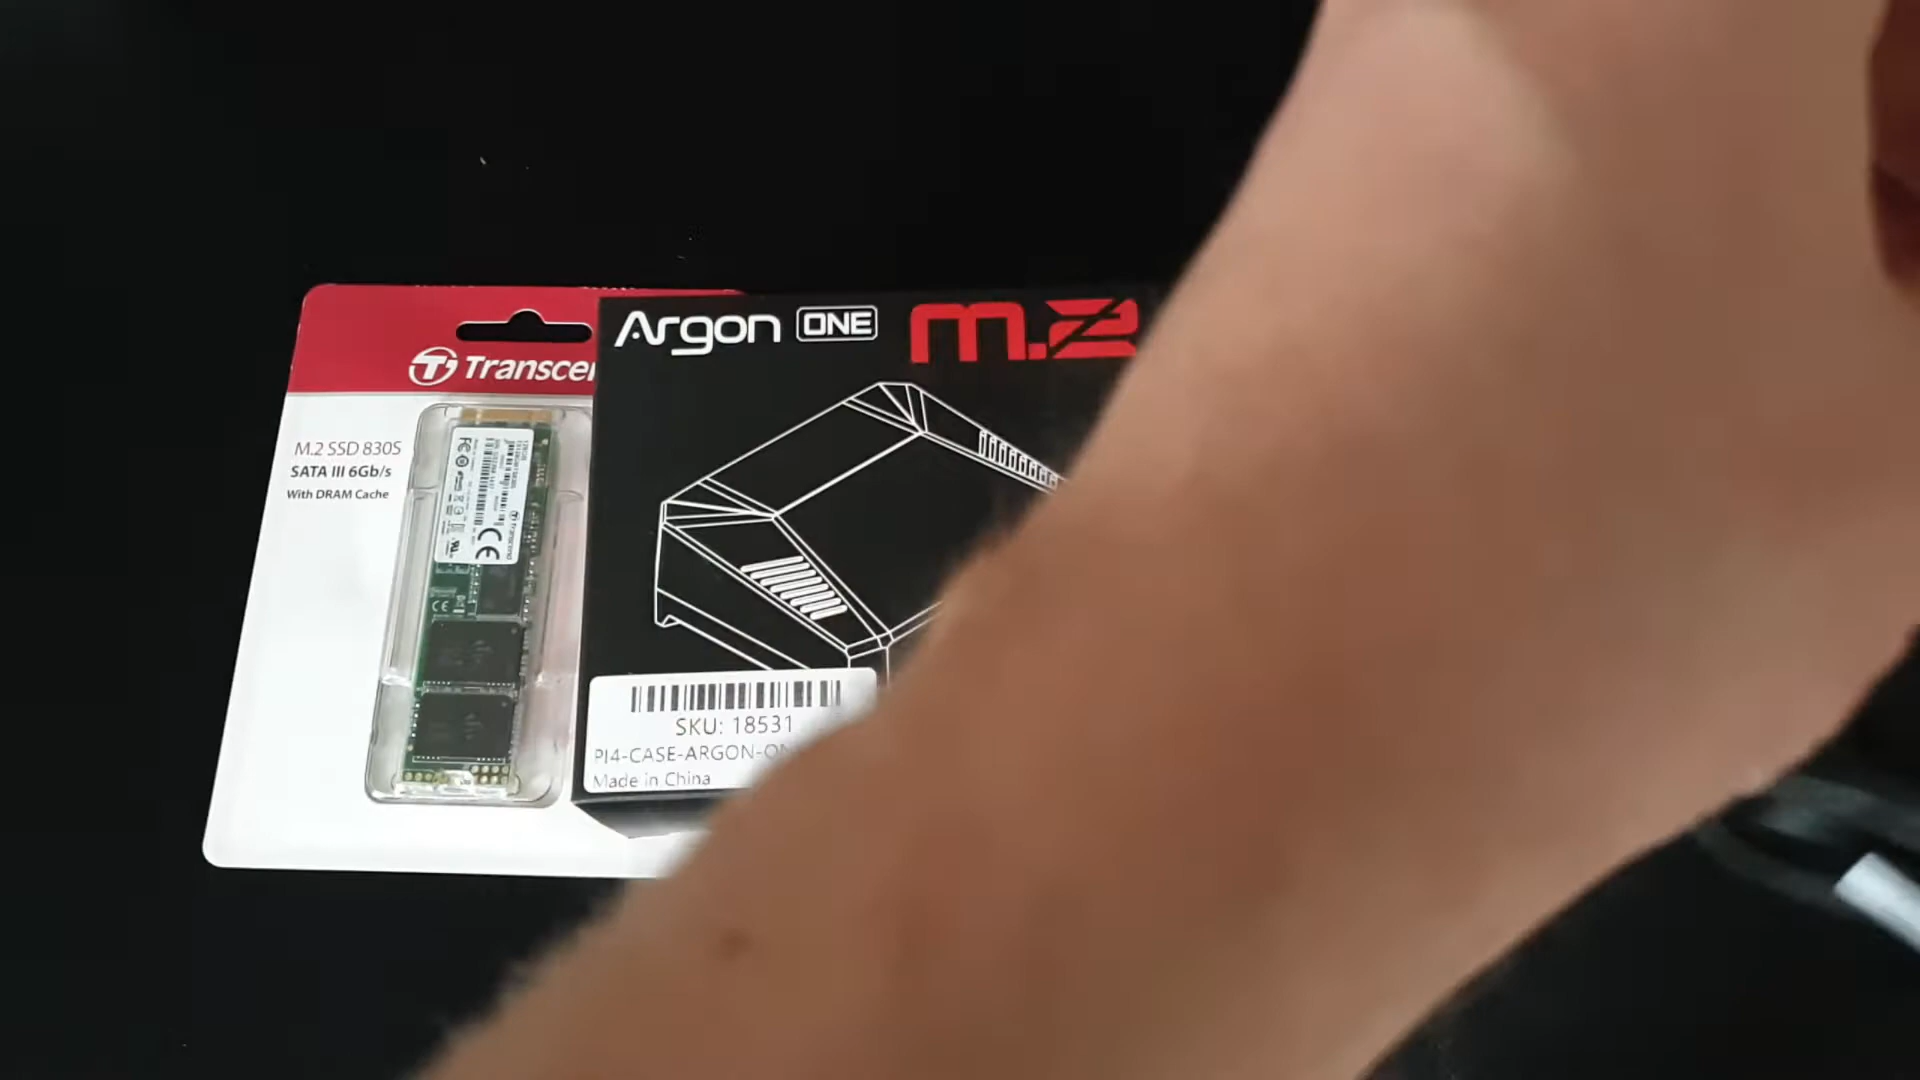 Transcen
M.2 SSD 830S
SATA III 6Gb/s
With DRAM Cache
Argon ONE M.2
SKU: 18531
PI4-CASE-ARGON-ON
Made in China